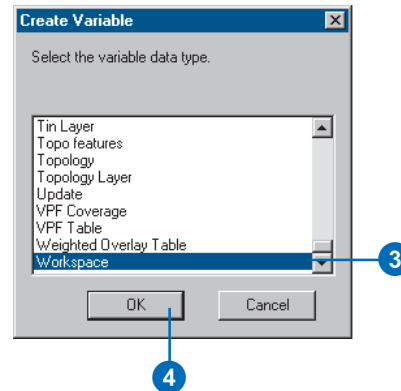 Create Variable
Select the variable data type.
Tin Layer
Topo features
Topology
Topology Layer
Update
VPF Coverage
VPF Table
Weighted Overlay Table
Workspace
3
OK
Cancel
4